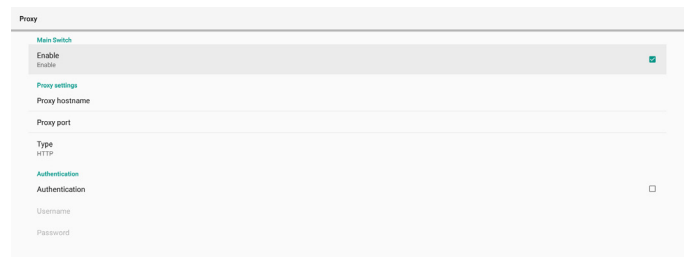 Proxy
Main Switch
Enable
Enable
Proxy settings
Proxy hostname
Proxy port
Type
HTTP
Authentication
Authentication
Username
Password